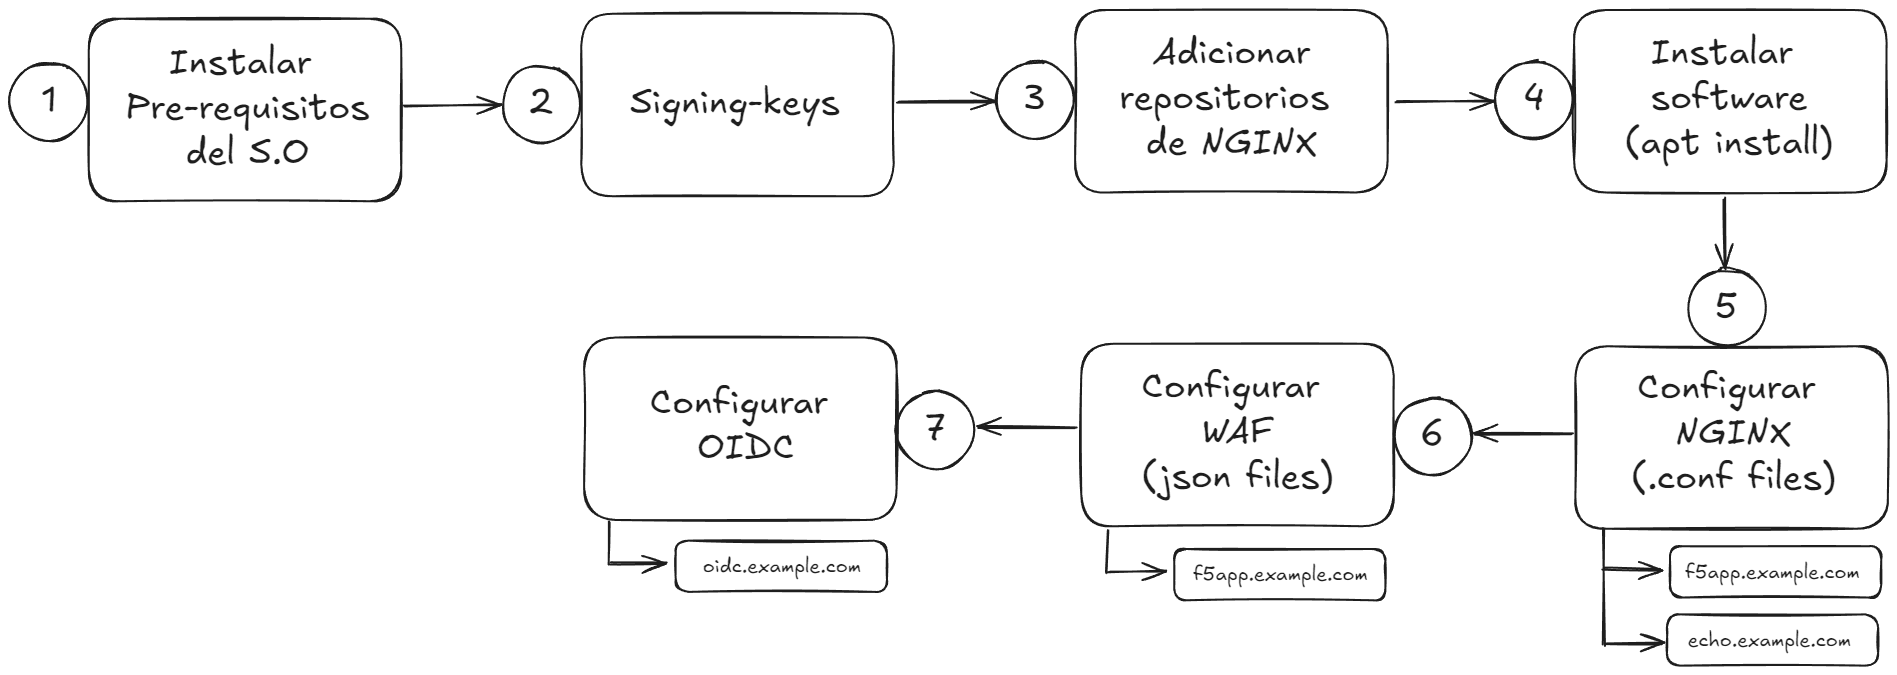 1
Instalar
Pre-requisitos
del S.O
2
Signing-keys
3
Adicionar
repositorios
de NGINX
4
Instalar
software
(apt install)
5
Configurar
NGINX
(.conf files)
f5app.example.com
echo.example.com
6
Configurar
WAF
(json files)
f5app.example.com
7
Configurar
OIDC
oidc.example.com